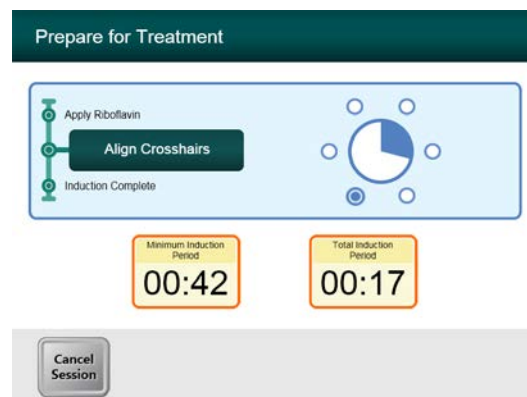 Prepare for Treatment
Apply Riboflavin
Align Crosshairs
Induction Complete
Minimum Induction
Period
00:42
Total Induction
Period
00:17
Cancel
Session